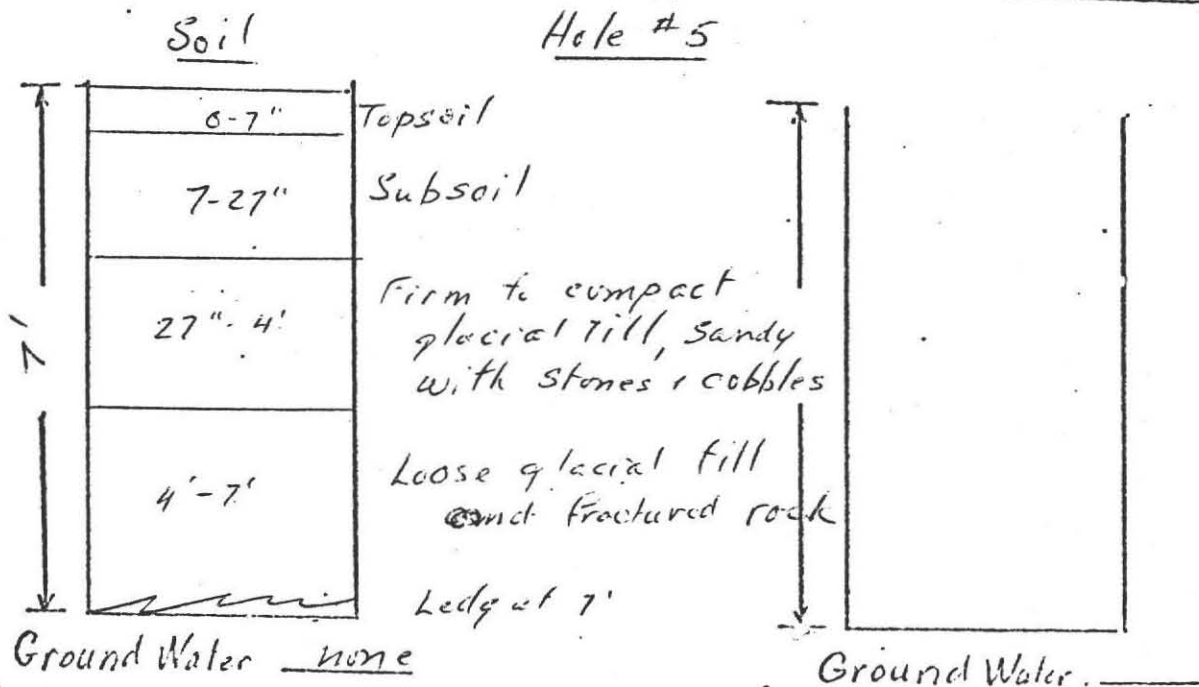 Soil
Hole #5
0-7" Topsoil
7-27" Subsoil
27"-4' Firm to compact
glacial till, sandy
with stones & cobbles
4'-7' Loose glacial till
and fractured rock
Ledge at 7'
7'
Ground Water none
Ground Water